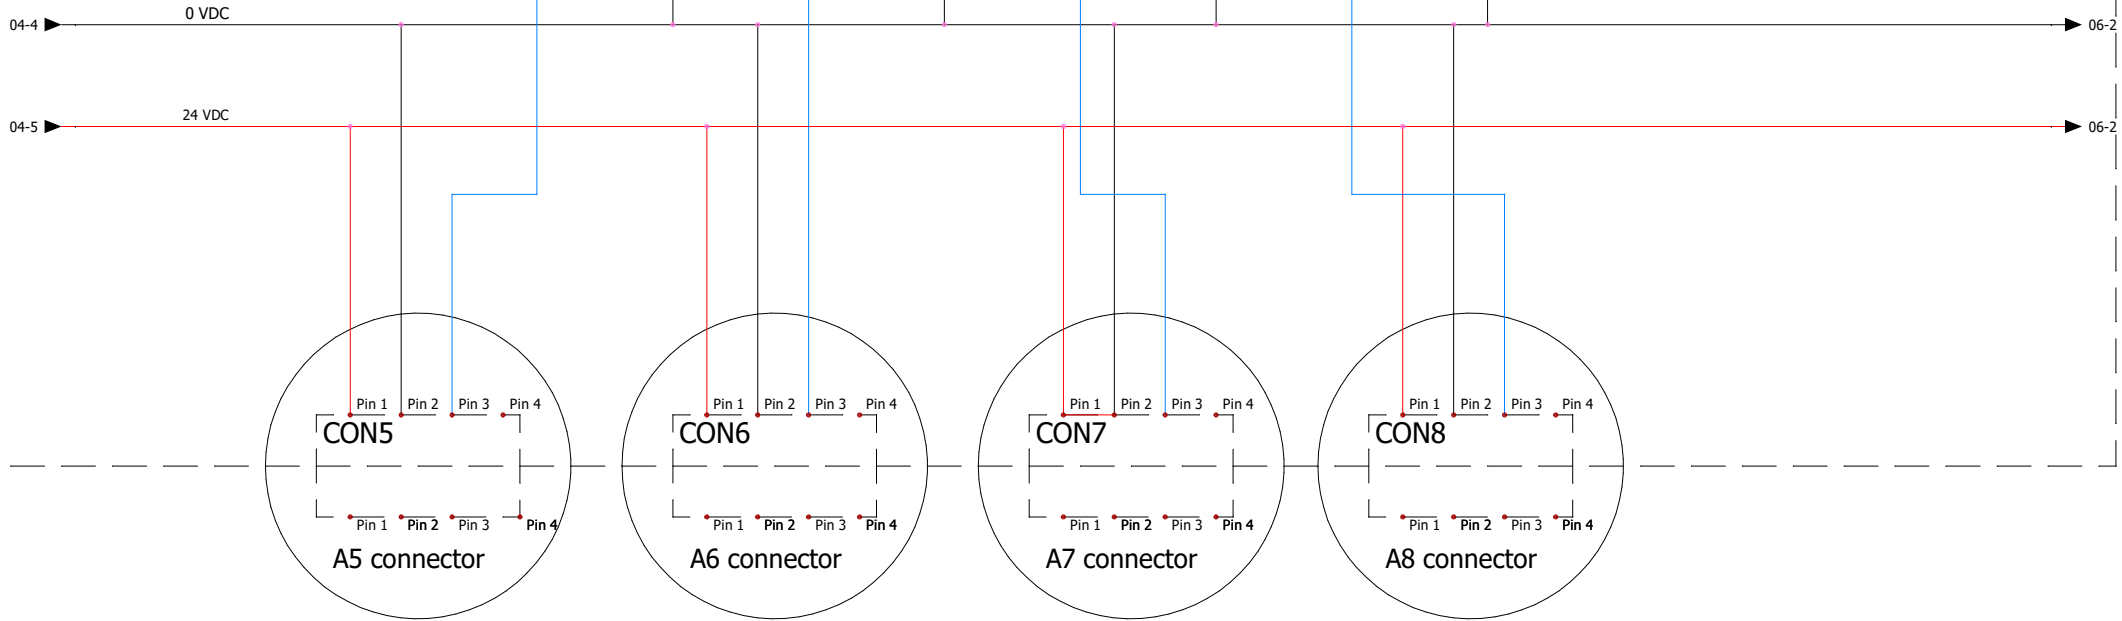 0 VDC
04-4
06-2
24 VDC
04-5
06-2
Pin 1 Pin 2 Pin 3 Pin 4
CON5
Pin 1 Pin 2 Pin 3 Pin 4
A5 connector
Pin 1 Pin 2 Pin 3 Pin 4
CON6
Pin 1 Pin 2 Pin 3 Pin 4
A6 connector
Pin 1 Pin 2 Pin 3 Pin 4
CON7
Pin 1 Pin 2 Pin 3 Pin 4
A7 connector
Pin 1 Pin 2 Pin 3 Pin 4
CON8
Pin 1 Pin 2 Pin 3 Pin 4
A8 connector